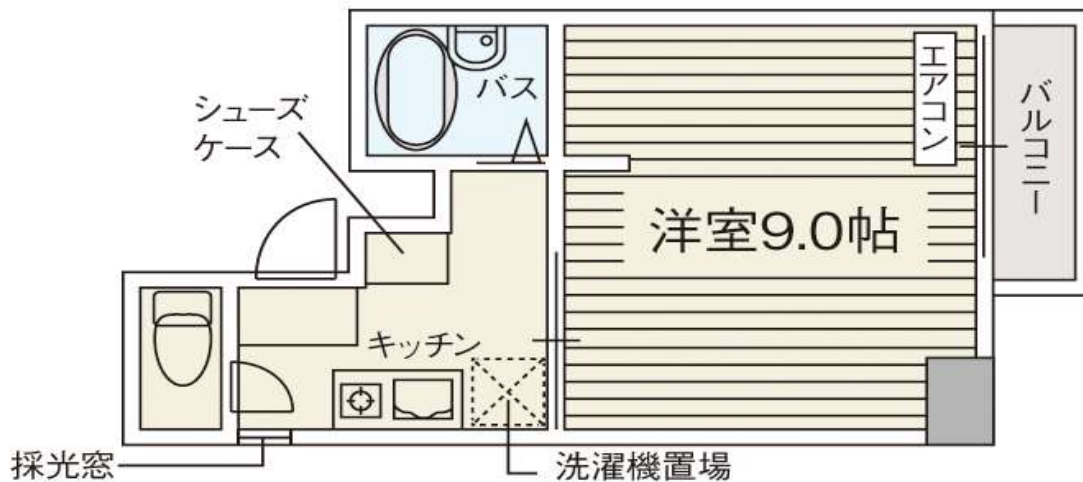 シューズ
ケース
バス
エアコン
バルコニー
洋室9.0帖
キッチン
採光窓
洗濯機置場